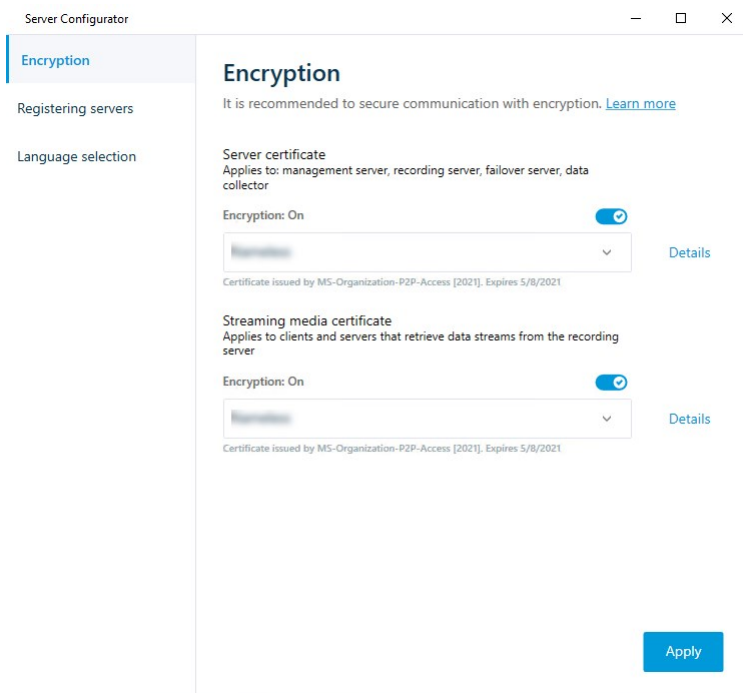 Server Configurator
Encryption
Registering servers
Language selection
Encryption
It is recommended to secure communication with encryption. Learn more
Server certificate
Applies to: management server, recording server, failover server, data
collector
Encryption: On
Details
Certificate issued by MS-Organization-P2P-Access [2021]. Expires 5/8/2021
Streaming media certificate
Applies to clients and servers that retrieve data streams from the recording
server
Encryption: On
Details
Certificate issued by MS-Organization-P2P-Access [2021]. Expires 5/8/2021
Apply